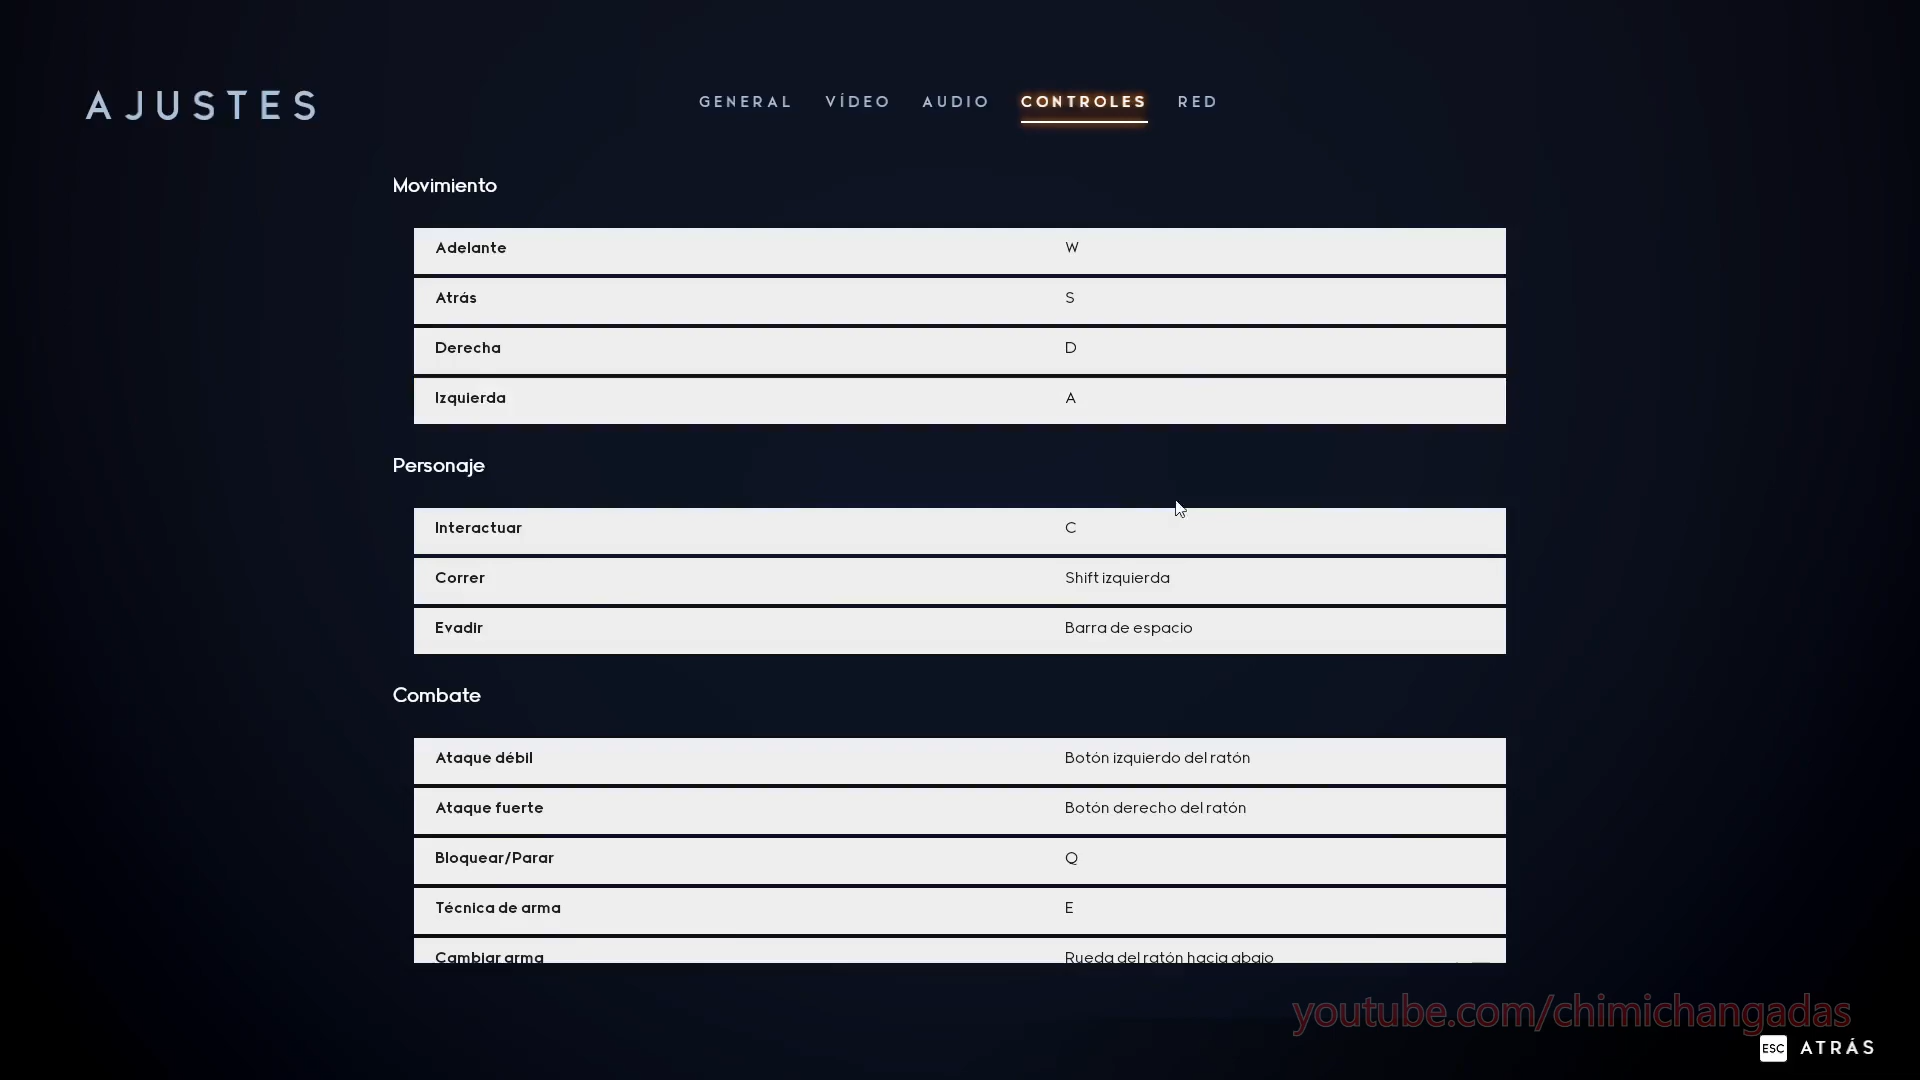 AJUSTES
GENERAL VÍDEO AUDIO CONTROLES RED
Movimiento
Adelante W
Atrás S
Derecha D
Izquierda A
Personaje
Interactuar C
Correr Shift izquierda
Evadir Barra de espacio
Combate
Ataque débil Botón izquierdo del ratón
Ataque fuerte Botón derecho del ratón
Bloquear/Parar Q
Técnica de arma E
Cambiar arma Rueda del ratón hacia abajo
youtube.com/chimichangadas
ESC ATRÁS